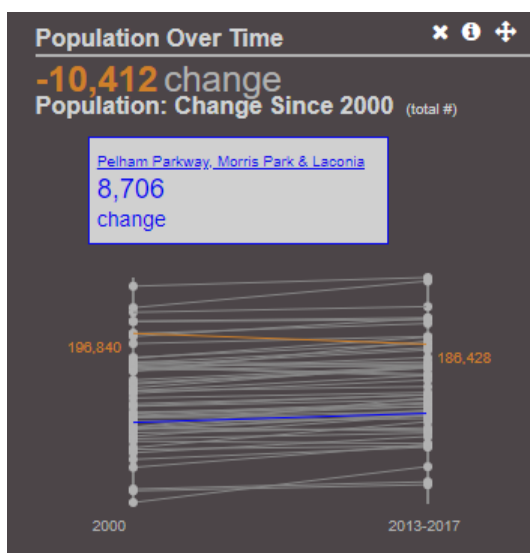 Population Over Time
-10,412 change
Population: Change Since 2000 (total #)
Pelham Parkway, Morris Park & Laconia
8,706
change
196,840
186,428
2000
2013-2017